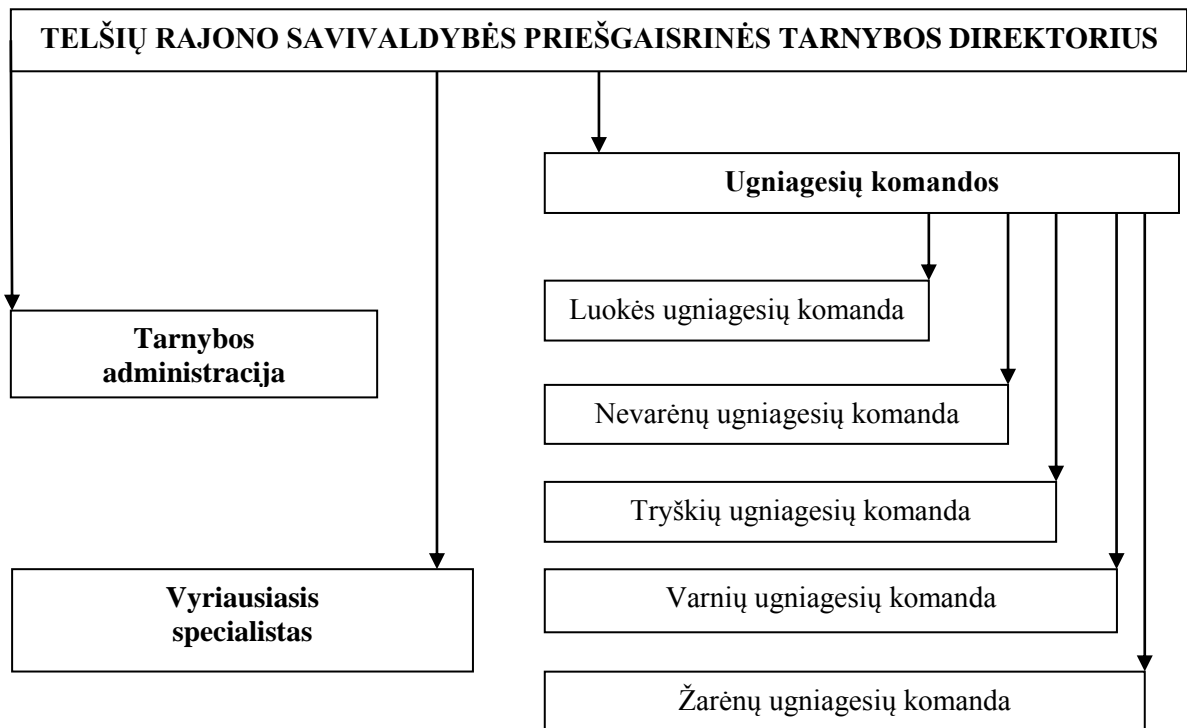 TELŠIŲ RAJONO SAVIVALDYBĖS PRIEŠGAISRINĖS TARNYBOS DIREKTORIUS
Ugniagesių komandos
Luokės ugniagesių komanda
Tarnybos
administracija
Nevarėnų ugniagesių komanda
Tryškių ugniagesių komanda
Vyriausiasis
specialistas
Varnių ugniagesių komanda
Žarėnų ugniagesių komanda